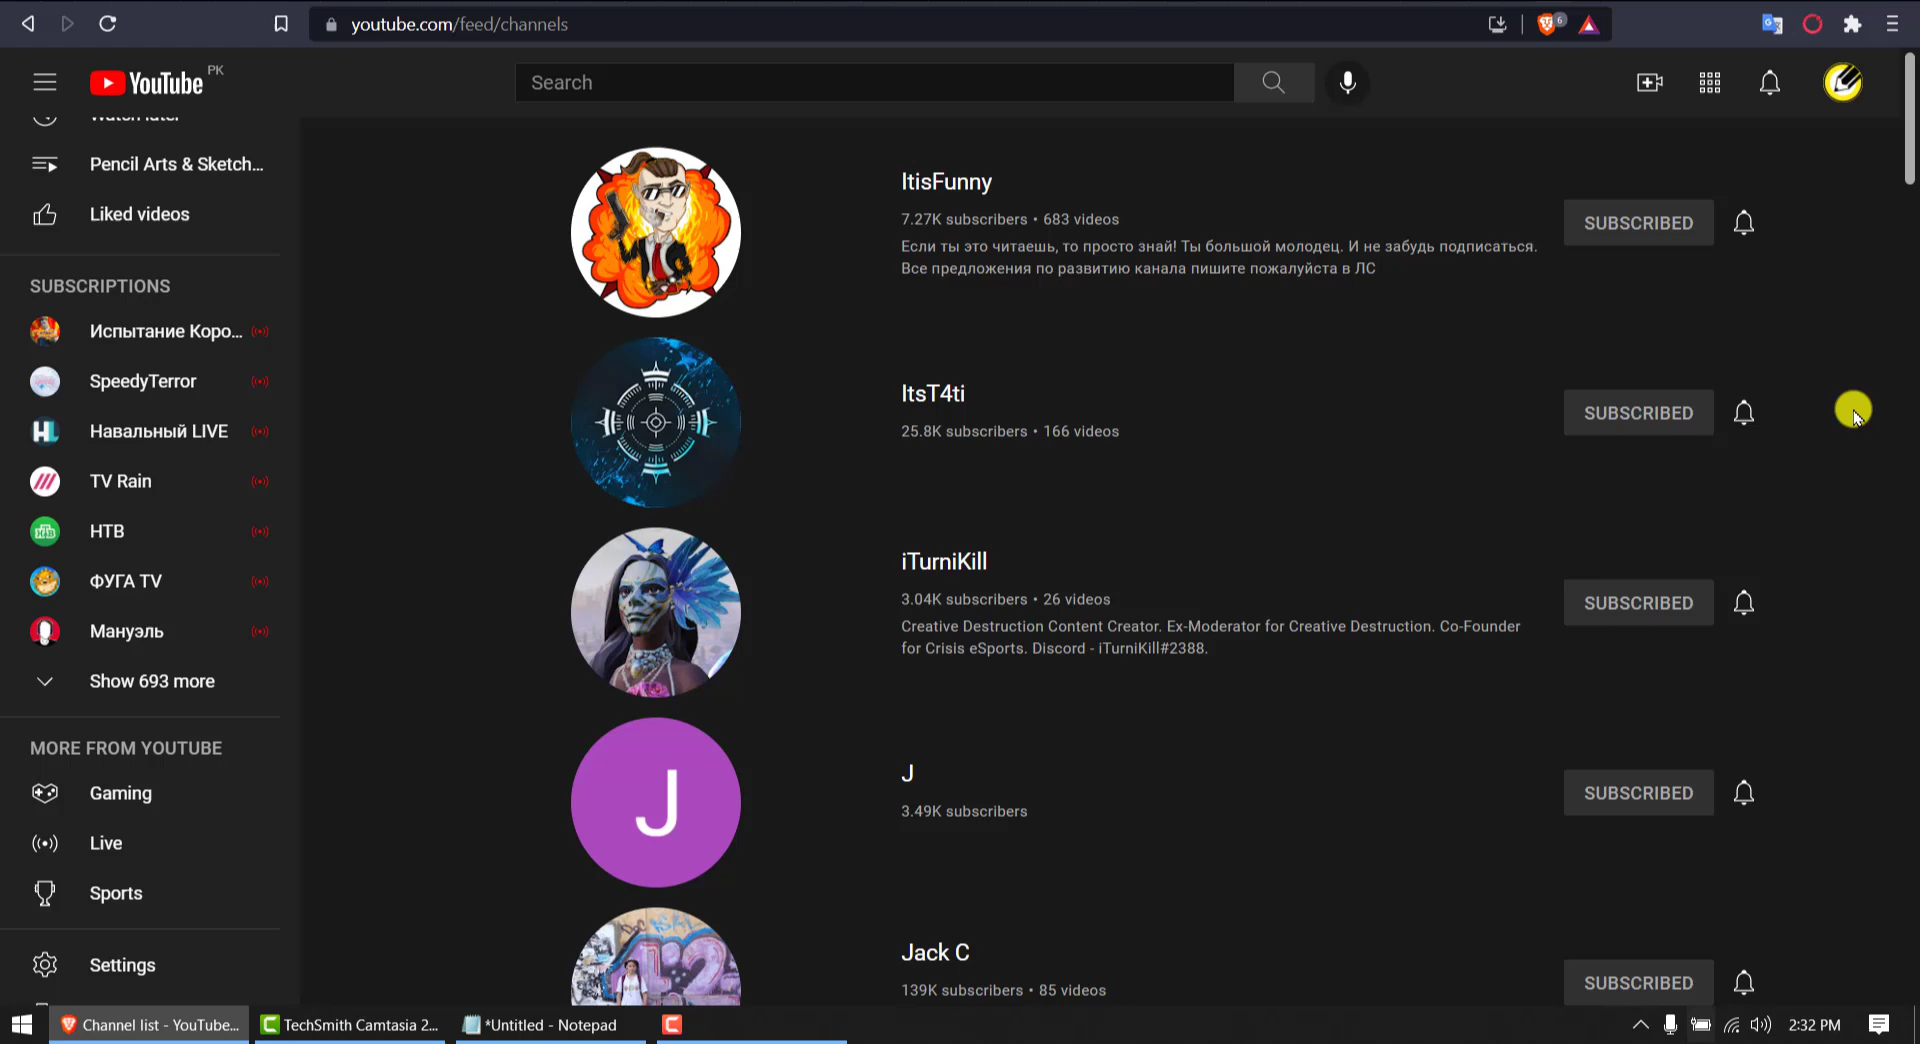 youtube.com/feed/channels
6
YouTube PK
Search
Watch later
Pencil Arts & Sketch...
Liked videos
SUBSCRIPTIONS
Испытание Коро...
SpeedyTerror
Навальный LIVE
TV Rain
НТВ
ФУГА TV
Мануэль
Show 693 more
MORE FROM YOUTUBE
Gaming
Live
Sports
Settings
ItisFunny
7.27K subscribers • 683 videos
Если ты это читаешь, то просто знай! Ты большой молодец. И не забудь подписаться.
Все предложения по развитию канала пишите пожалуйста в ЛС
SUBSCRIBED
ItsT4ti
25.8K subscribers • 166 videos
SUBSCRIBED
iTurniKill
3.04K subscribers • 26 videos
Creative Destruction Content Creator. Ex-Moderator for Creative Destruction. Co-Founder
for Crisis eSports. Discord - iTurniKill#2388.
SUBSCRIBED
J
J
3.49K subscribers
SUBSCRIBED
Jack C
139K subscribers • 85 videos
SUBSCRIBED
Channel list - YouTube...
TechSmith Camtasia 2...
*Untitled - Notepad
2:32 PM